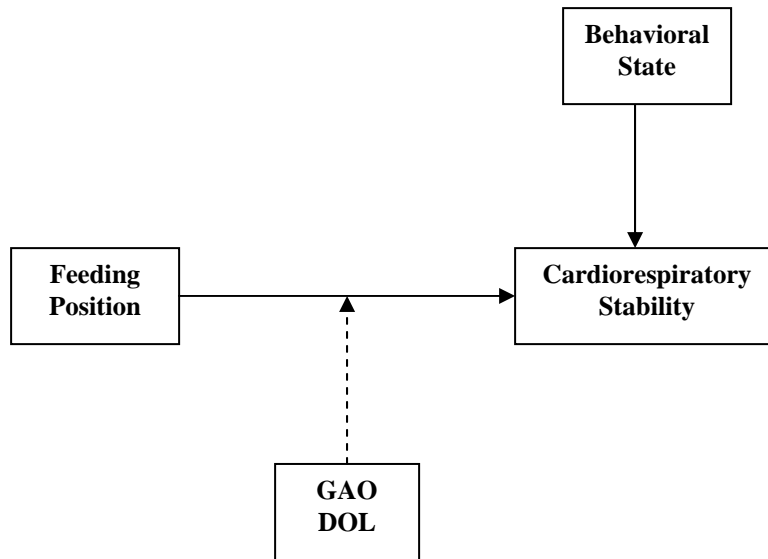 Behavioral
State
Feeding
Position
Cardiorespiratory
Stability
GAO
DOL